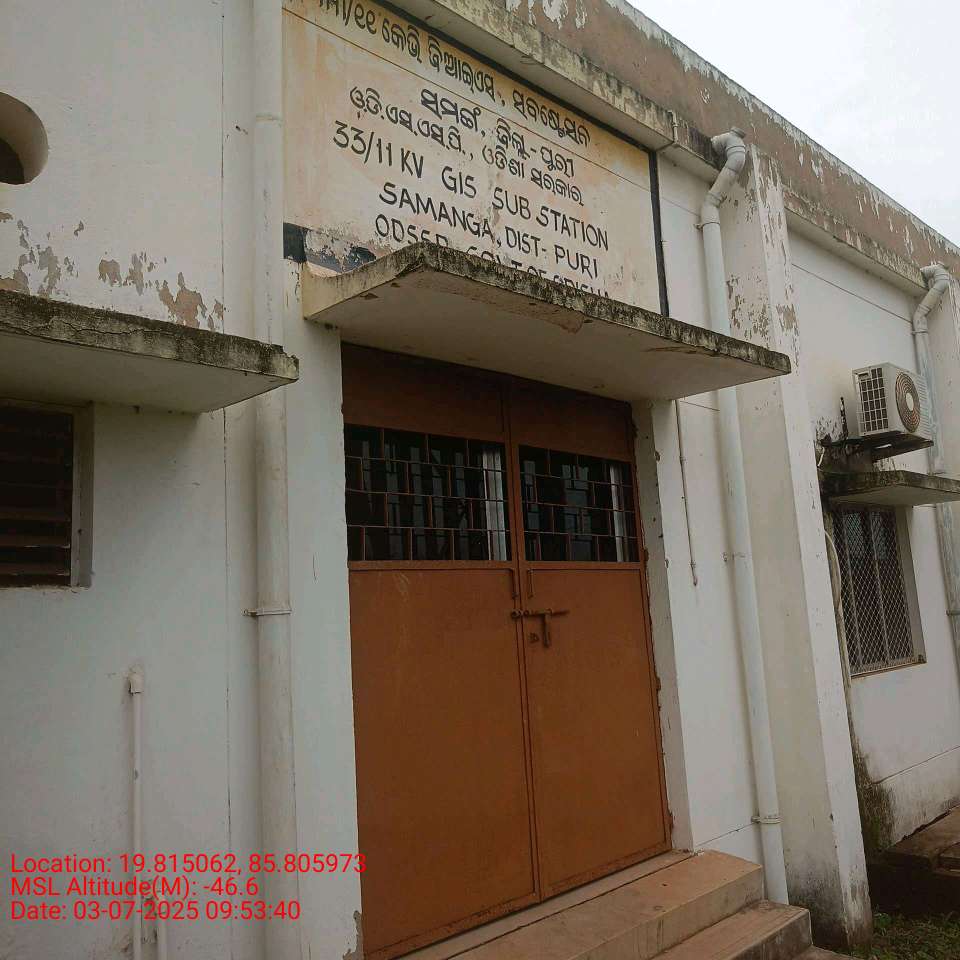 ୩୩/୧୧ କେଭି ଜିଆଇଏସ, ସବଷ୍ଟେସନ
ସମଙ୍ଗ, ଜିଲ୍ଲା-ପୁରୀ
ଓ.ଡି.ଏସ.ଏସ.ପି., ଓଡିଶା ସରକାର
33/11 KV GIS SUB STATION
SAMANGA, DIST- PURI
ODSSP
Location: 19.815062, 85.805973
MSL Altitude(M): -46.6
Date: 03-07-2025 09:53:40